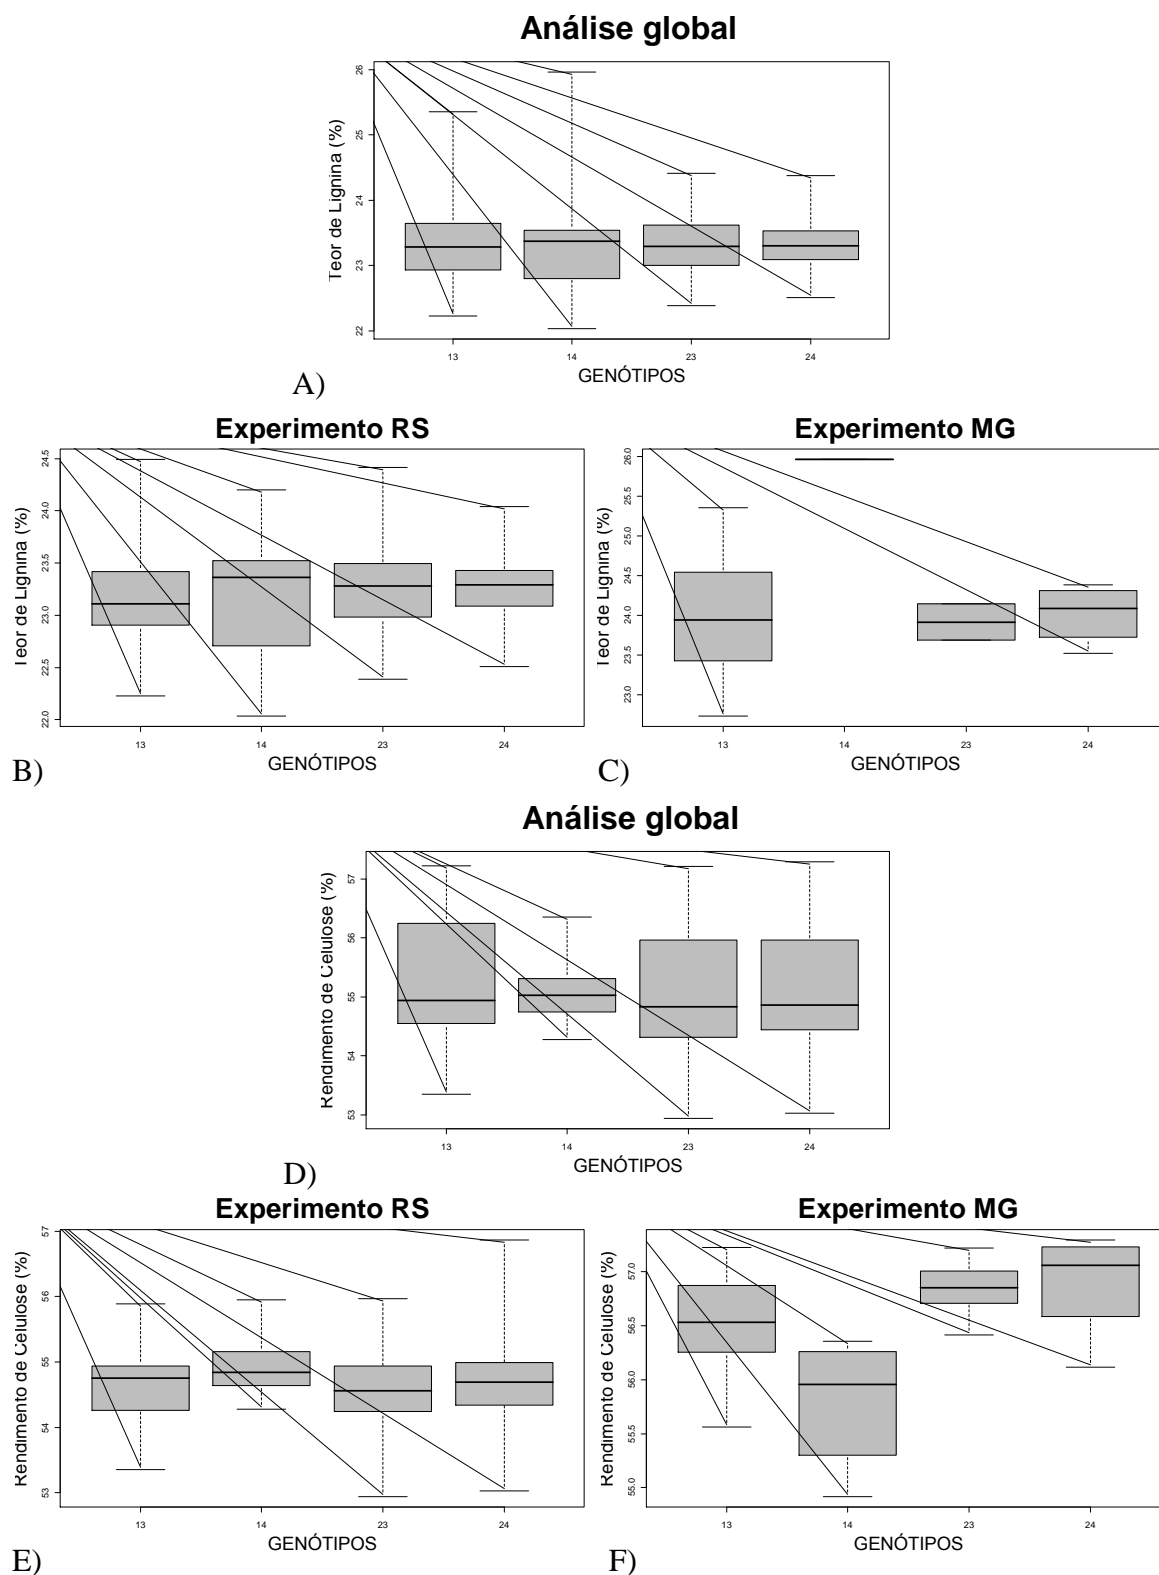 Análise global
Teor de Lignina (%)
26
25
24
23
22
13 14 23 24
GENÓTIPOS
A)
Experimento RS
Teor de Lignina (%)
24.5
24.0
23.5
23.0
22.5
22.0
13 14 23 24
GENÓTIPOS
B)
Experimento MG
Teor de Lignina (%)
26.0
25.5
25.0
24.5
24.0
23.5
23.0
13 14 23 24
GENÓTIPOS
C)
Análise global
Rendimento de Celulose (%)
57
56
55
54
53
13 14 23 24
GENÓTIPOS
D)
Experimento RS
Rendimento de Celulose (%)
57
56
55
54
53
13 14 23 24
GENÓTIPOS
E)
Experimento MG
Rendimento de Celulose (%)
57.0
56.5
56.0
55.5
55.0
13 14 23 24
GENÓTIPOS
F)